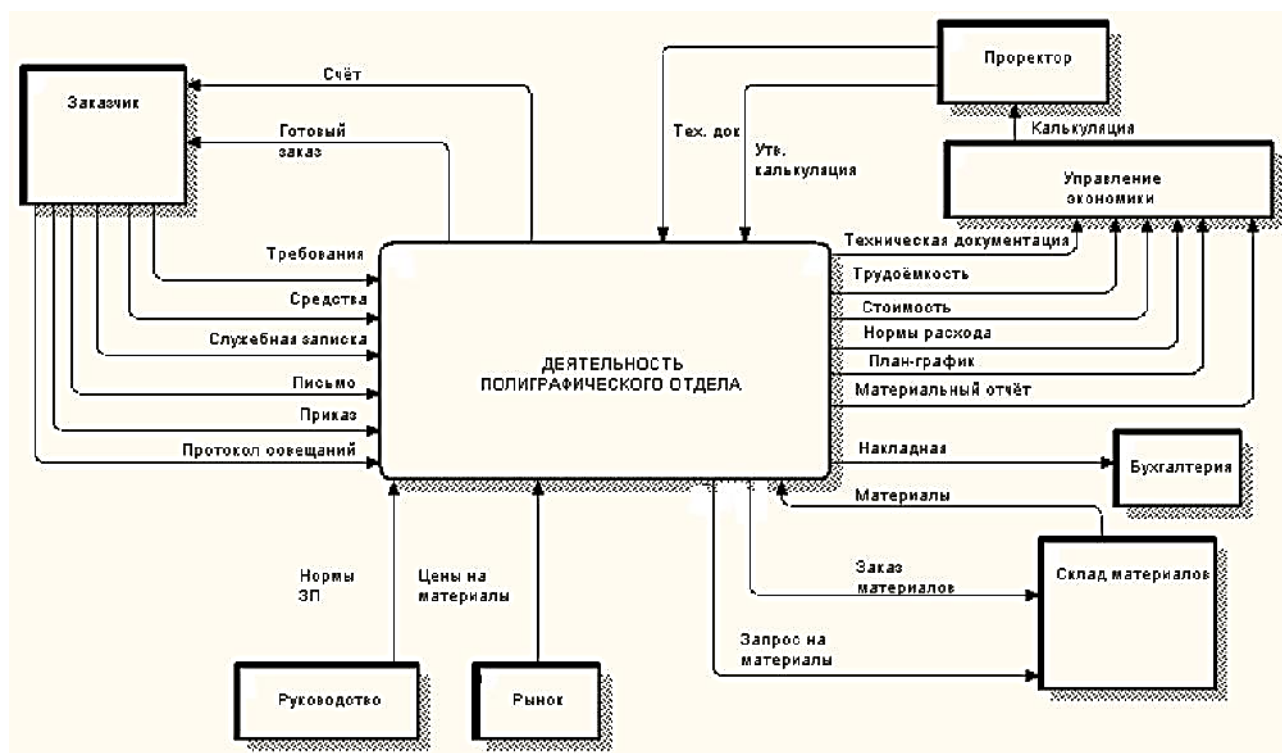 Проректор
Счёт
Заказчик
Готовый
заказ
Тех. док
Калькуляция
Утв.
калькуляция
Управление
экономики
Техническая документация
Требования
Трудоёмкость
Средства
Стоимость
Служебная записка
Нормы расхода
ДЕЯТЕЛЬНОСТЬ
ПОЛИГРАФИЧЕСКОГО ОТДЕЛА
План-график
Письмо
Материальный отчёт
Приказ
Протокол совещаний
Накладная
Бухгалтерия
Материалы
Нормы
ЗП
Цены на
материалы
Заказ
материалов
Склад материалов
Запрос на
материалы
Руководство
Рынок